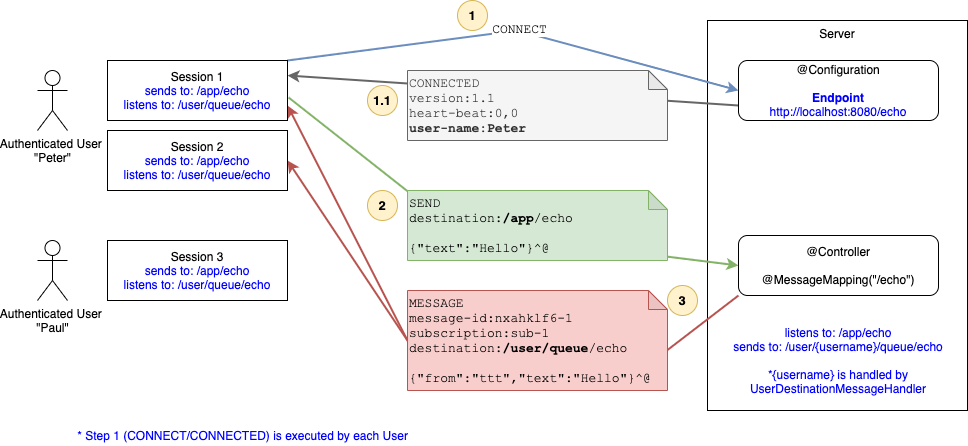 1
CONNECT
Server
Session 1
sends to: /app/echo
listens to: /user/queue/echo
Authenticated User
"Peter"
Session 2
sends to: /app/echo
listens to: /user/queue/echo
1.1
CONNECTED
version:1.1
heart-beat:0,0
user-name:Peter
@Configuration
Endpoint
http://localhost:8080/echo
2
SEND
destination:/app/echo
{"text":"Hello"}^@
Session 3
sends to: /app/echo
listens to: /user/queue/echo
Authenticated User
"Paul"
@Controller
@MessageMapping("/echo")
3
MESSAGE
message-id:nxahklf6-1
subscription:sub-1
destination:/user/queue/echo
{"from":"ttt","text":"Hello"}^@
listens to: /app/echo
sends to: /user/{username}/queue/echo
*{username} is handled by
UserDestinationMessageHandler
* Step 1 (CONNECT/CONNECTED) is executed by each User